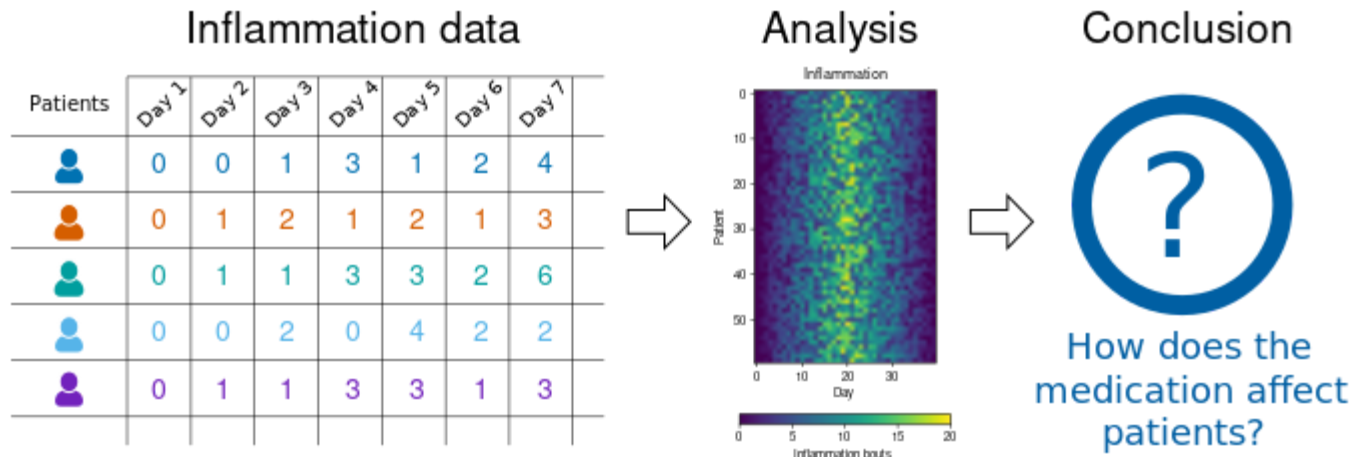 Inflammation data
Patients Day 1 Day 2 Day 3 Day 4 Day 5 Day 6 Day 7
0 0 1 3 1 2 4
0 1 2 1 2 1 3
0 1 1 3 3 2 6
0 0 2 0 4 2 2
0 1 1 3 3 1 3
Analysis
Inflammation
Patient
0
10
20
30
40
50
0 10 20 30
Day
0 5 10 15 20
Inflammation bouts
Conclusion
?
How does the
medication affect
patients?